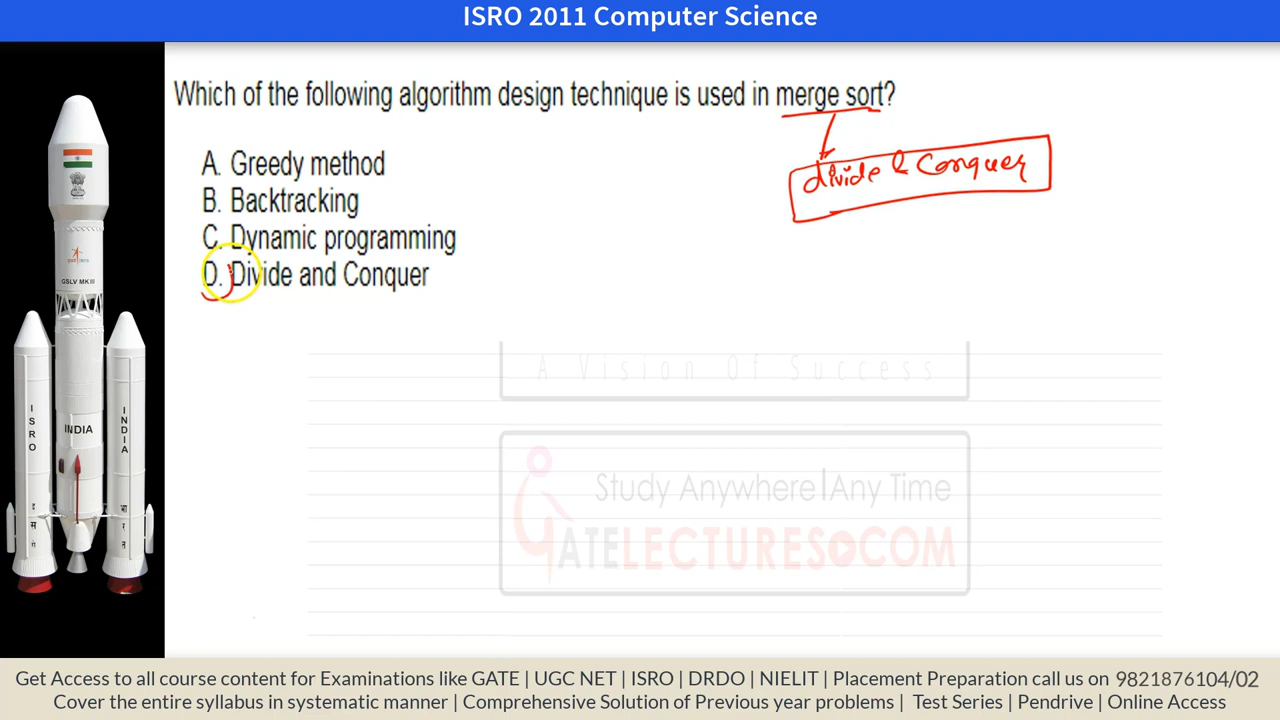 ISRO 2011 Computer Science
Which of the following algorithm design technique is used in merge sort?
divide & Conquer
A. Greedy method
B. Backtracking
C. Dynamic programming
D. Divide and Conquer
GSLV MK III
ISRO
INDIA
INDIA
A Vision Of Success
Study Anywhere|Any Time
GATELECTURES.COM
Get Access to all course content for Examinations like GATE | UGC NET | ISRO | DRDO | NIELIT | Placement Preparation call us on 9821876104/02
Cover the entire syllabus in systematic manner | Comprehensive Solution of Previous year problems | Test Series | Pendrive | Online Access